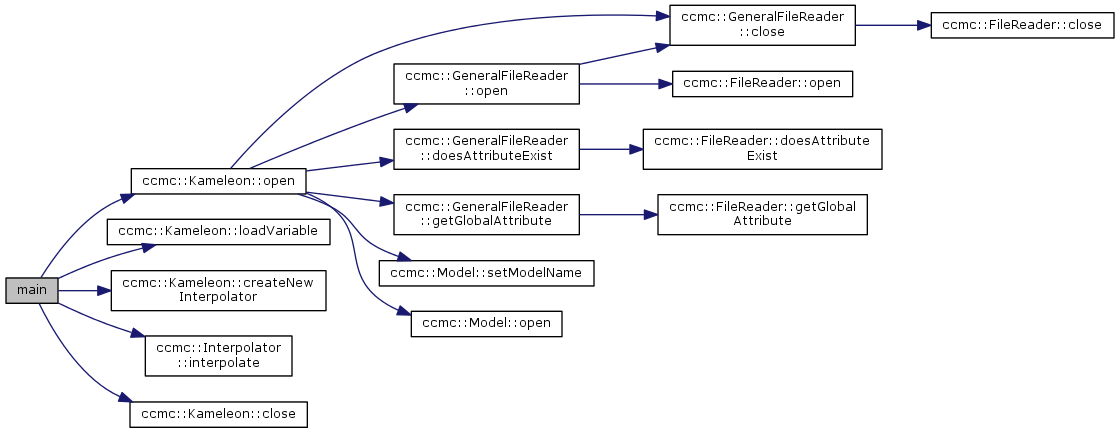 ccmc::GeneralFileReader
::close
ccmc::FileReader::close
ccmc::GeneralFileReader
::open
ccmc::FileReader::open
ccmc::GeneralFileReader
::doesAttributeExist
ccmc::FileReader::doesAttribute
Exist
ccmc::Kameleon::open
ccmc::GeneralFileReader
::getGlobalAttribute
ccmc::FileReader::getGlobal
Attribute
ccmc::Kameleon::loadVariable
ccmc::Model::setModelName
main
ccmc::Kameleon::createNew
Interpolator
ccmc::Model::open
ccmc::Interpolator
::interpolate
ccmc::Kameleon::close